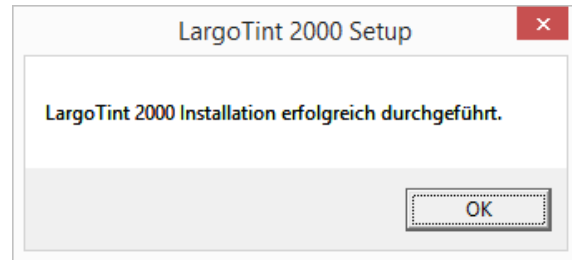 LargoTint 2000 Setup
LargoTint 2000 Installation erfolgreich durchgeführt.
OK